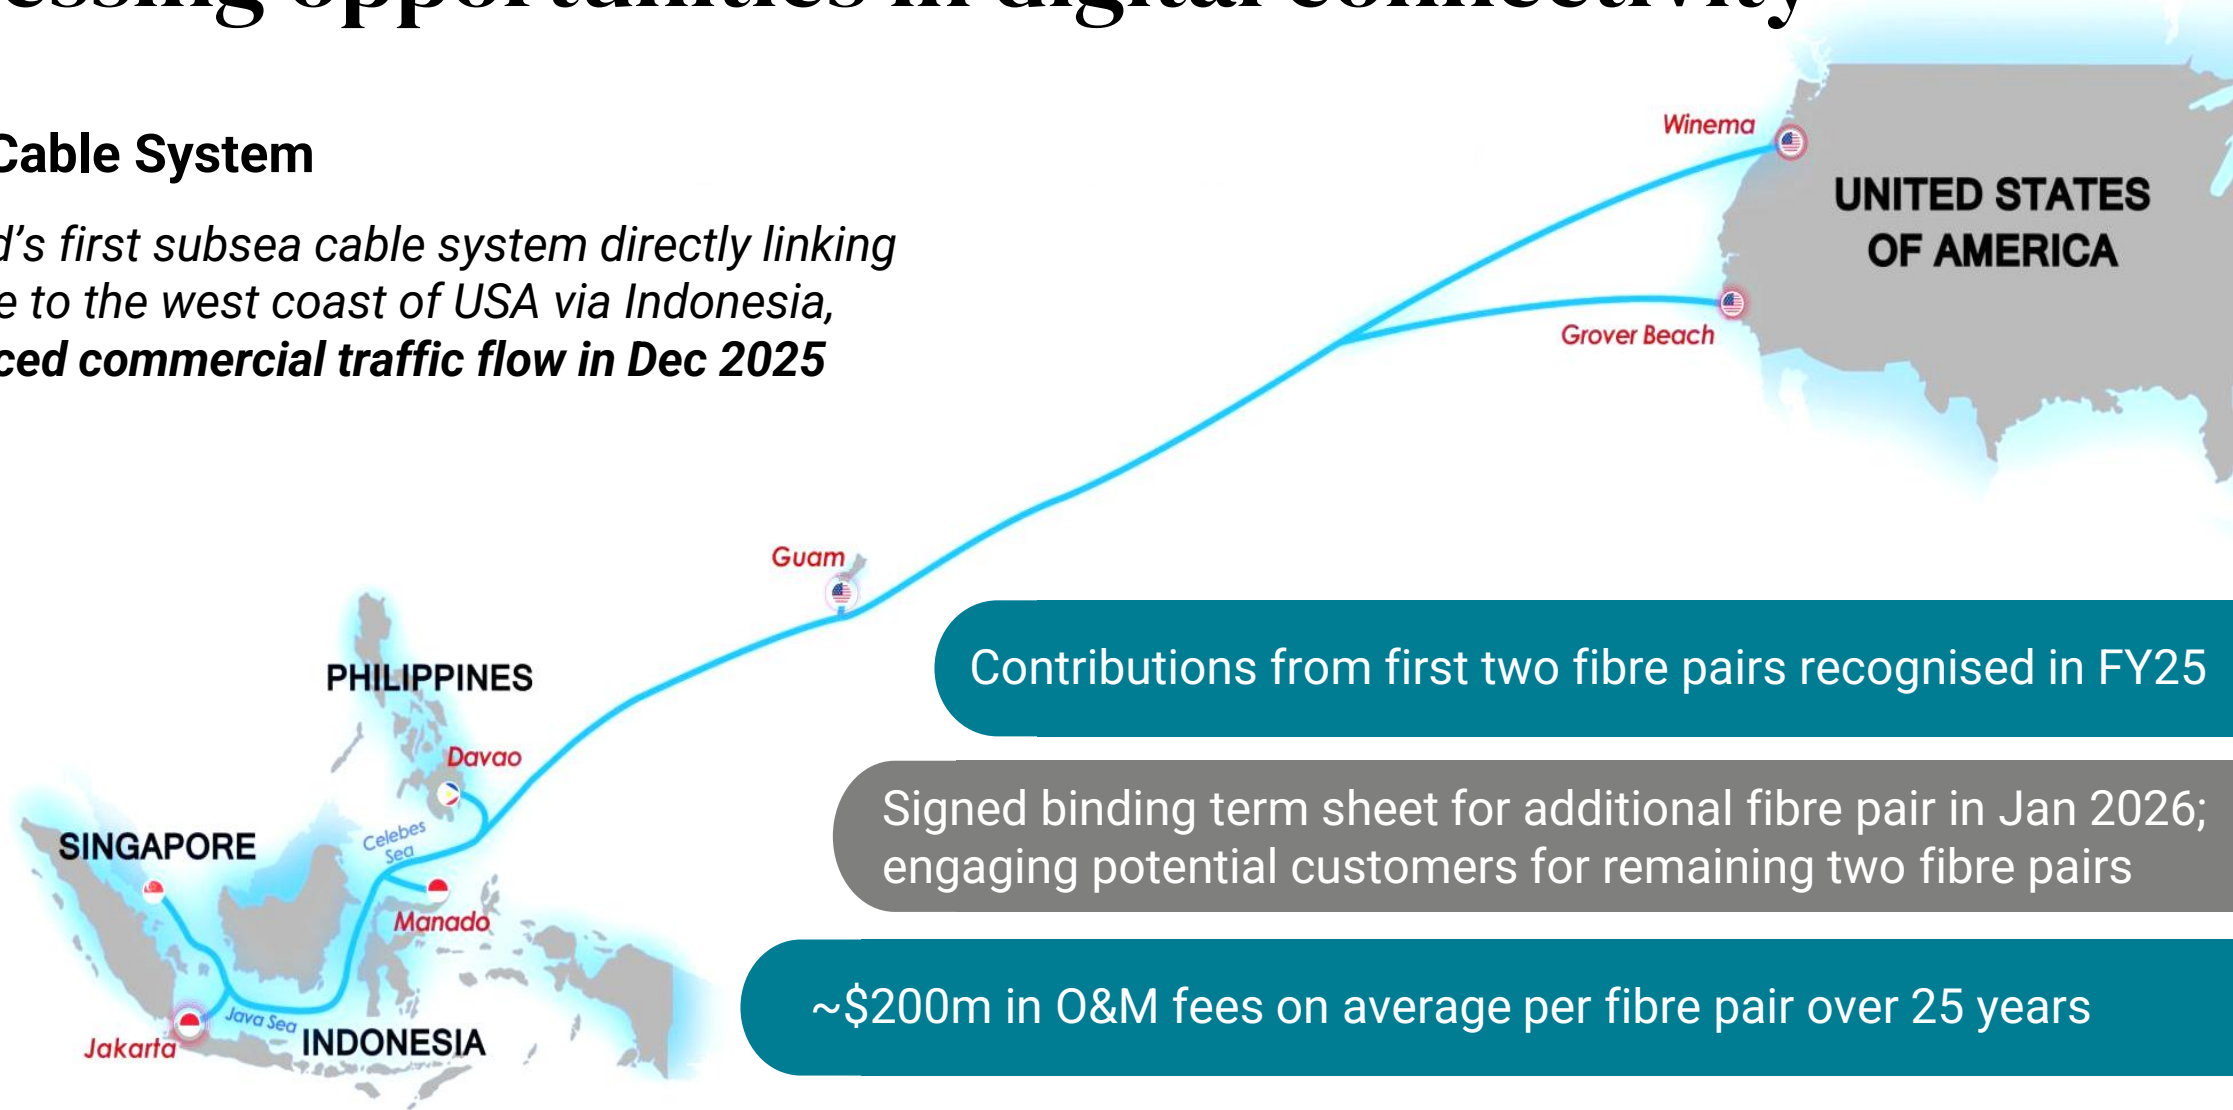 opportunities in digital connectivity
Cable System
first subsea cable system directly linking
to the west coast of USA via Indonesia,
commercial traffic flow in Dec 2025
Winema
UNITED STATES
OF AMERICA
Grover Beach
Guam
Contributions from first two fibre pairs recognised in FY25
PHILIPPINES
Davao
Signed binding term sheet for additional fibre pair in Jan 2026;
engaging potential customers for remaining two fibre pairs
SINGAPORE
Celebes
Sea
Manado
~$200m in O&M fees on average per fibre pair over 25 years
Java Sea
Jakarta
INDONESIA